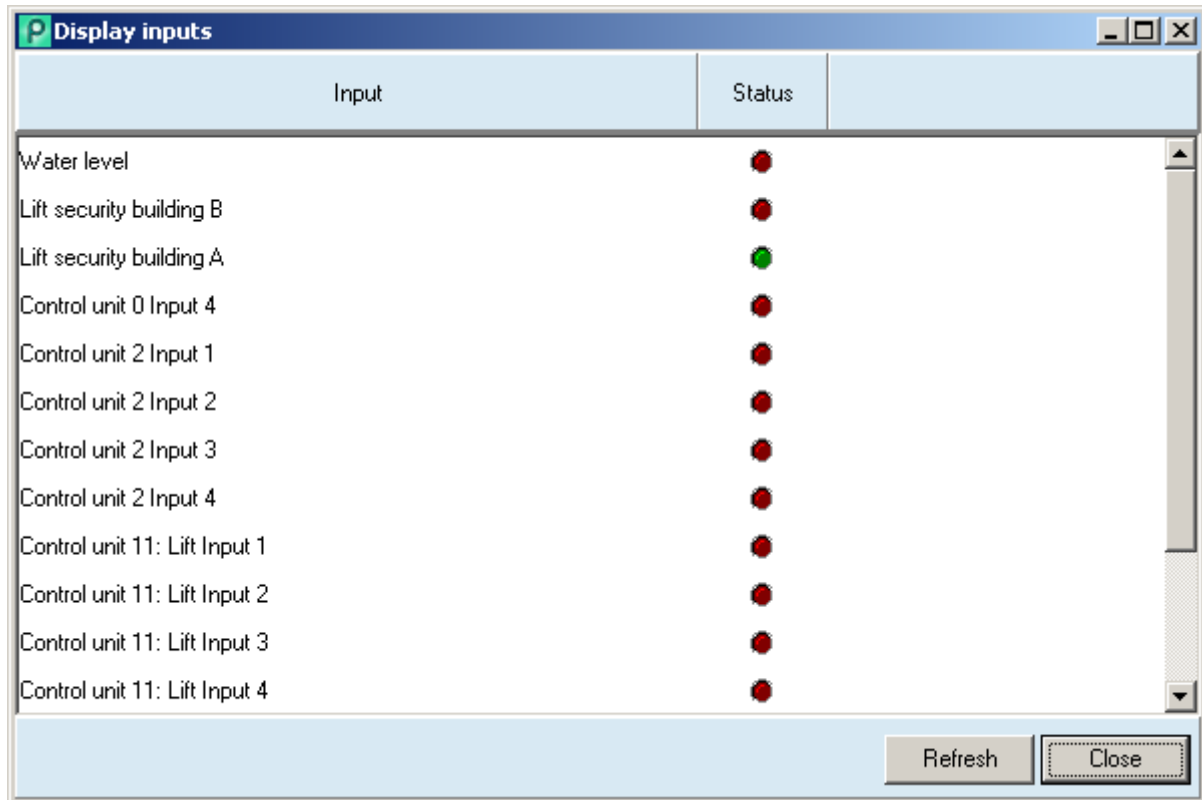 Display inputs
Input Status
Water level
Lift security building B
Lift security building A
Control unit 0 Input 4
Control unit 2 Input 1
Control unit 2 Input 2
Control unit 2 Input 3
Control unit 2 Input 4
Control unit 11: Lift Input 1
Control unit 11: Lift Input 2
Control unit 11: Lift Input 3
Control unit 11: Lift Input 4
Refresh Close